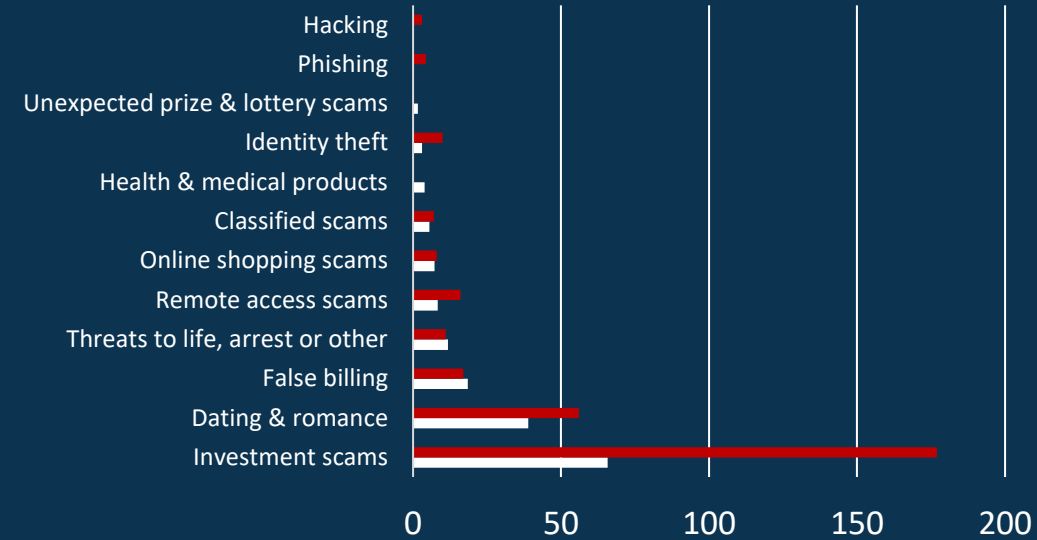 Hacking
Phishing
Unexpected prize & lottery scams
Identity theft
Health & medical products
Classified scams
Online shopping scams
Remote access scams
Threats to life, arrest or other
False billing
Dating & romance
Investment scams
0 50 100 150 200